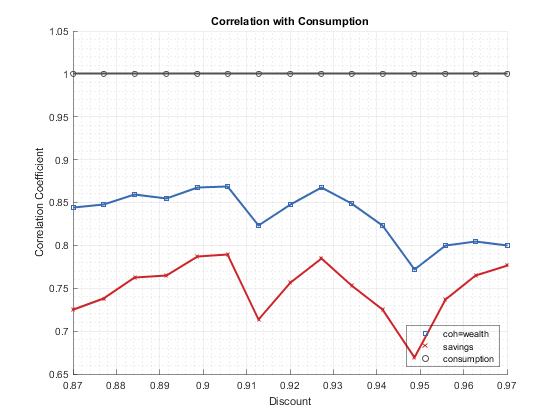 Correlation with Consumption
1.05
1
0.95
0.9
0.85
0.8
0.75
0.7
0.65
Correlation Coefficient
coh=wealth
savings
consumption
0.87 0.88 0.89 0.9 0.91 0.92 0.93 0.94 0.95 0.96 0.97
Discount